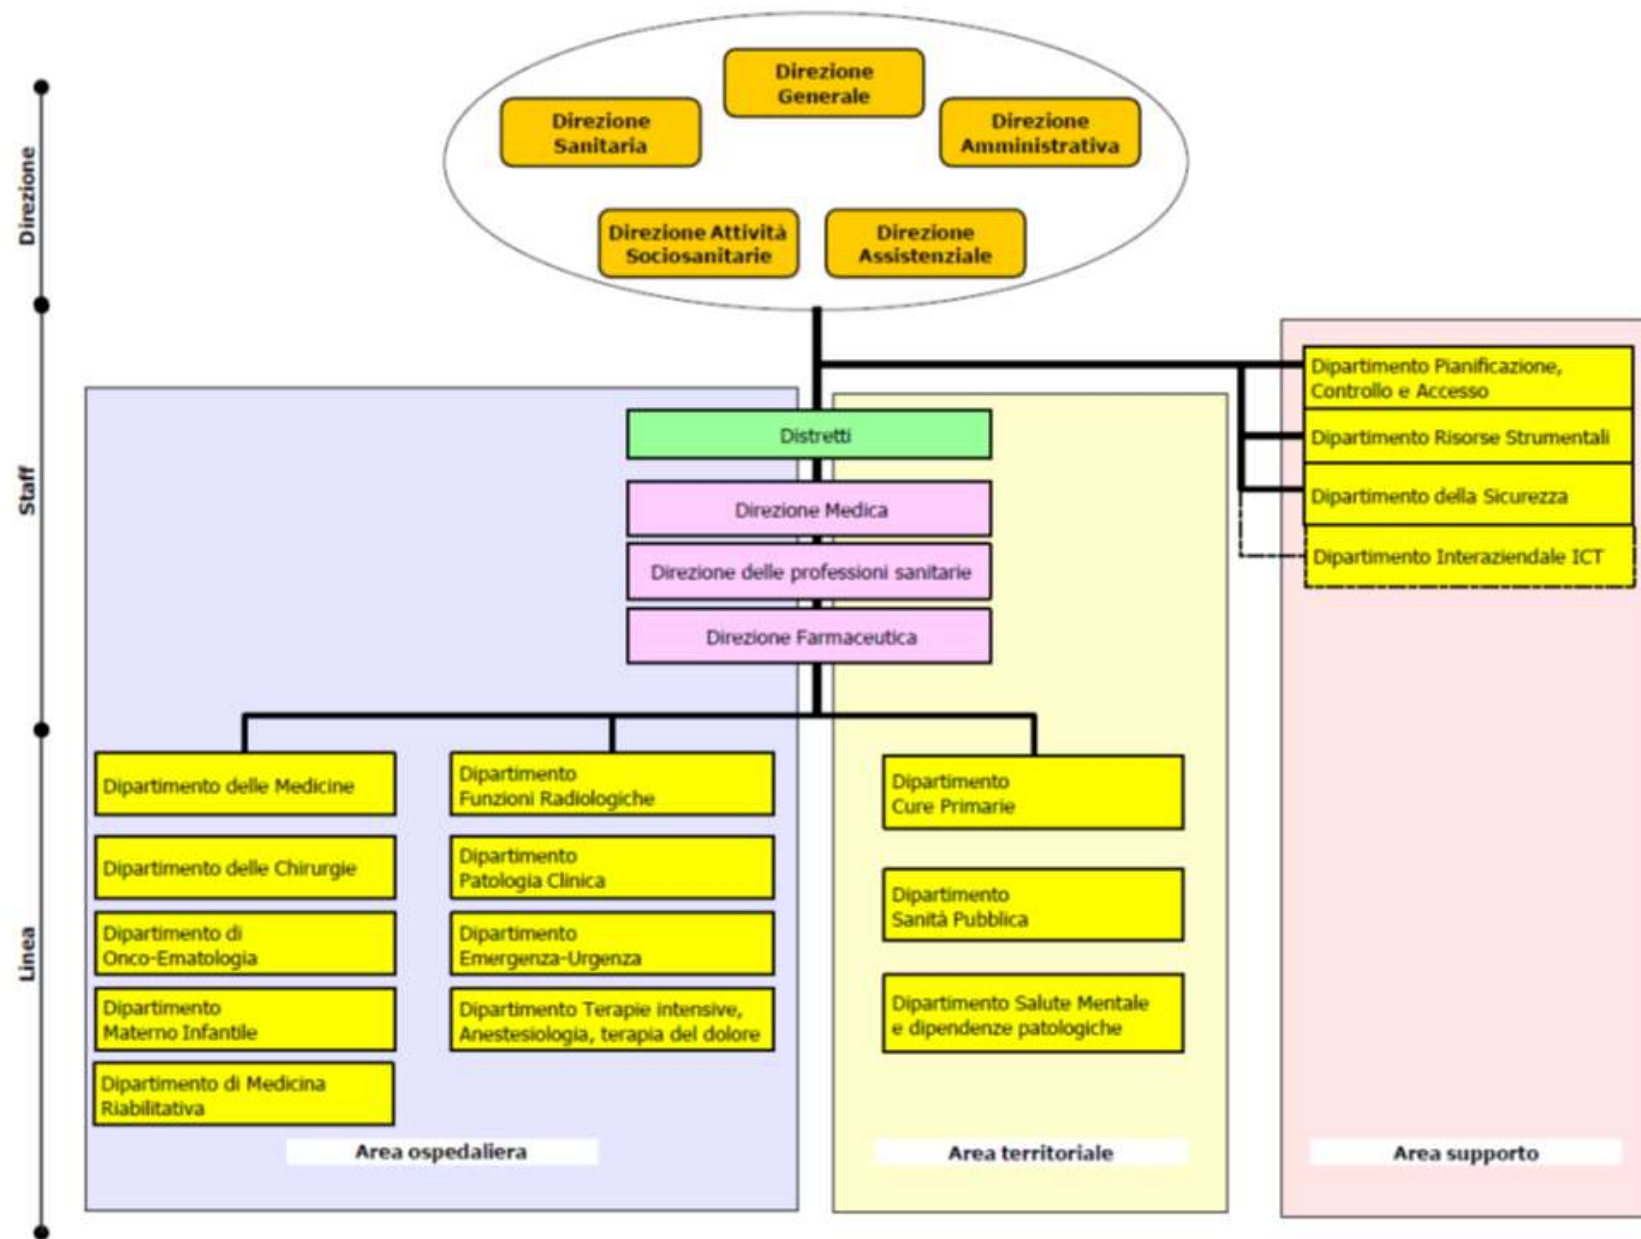 Direzione
Direzione
Generale
Direzione
Sanitaria
Direzione
Amministrativa
Direzione Attività
Sociosanitarie
Direzione
Assistenziale
Staff
Distretti
Direzione Medica
Direzione delle professioni sanitarie
Direzione Farmaceutica
Dipartimento Pianificazione,
Controllo e Accesso
Dipartimento Risorse Strumentali
Dipartimento della Sicurezza
Dipartimento Interaziendale ICT
Linea
Dipartimento delle Medicine
Dipartimento delle Chirurgie
Dipartimento di
Onco-Ematologia
Dipartimento
Materno Infantile
Dipartimento di Medicina
Riabilitativa
Dipartimento
Funzioni Radiologiche
Dipartimento
Patologia Clinica
Dipartimento
Emergenza-Urgenza
Dipartimento Terapie intensive,
Anestesiologia, terapia del dolore
Area ospedaliera
Dipartimento
Cure Primarie
Dipartimento
Sanità Pubblica
Dipartimento Salute Mentale
e dipendenze patologiche
Area territoriale
Area supporto